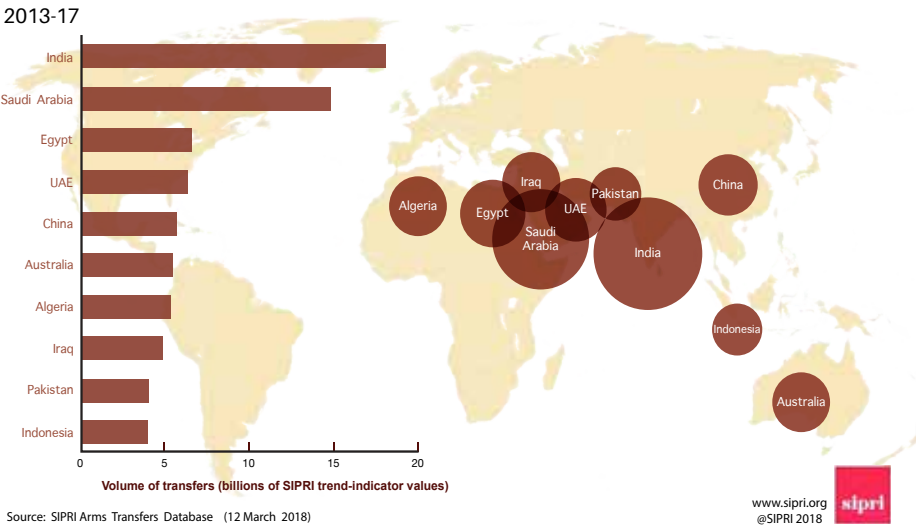 2013-17
India
Saudi Arabia
Egypt
UAE
China
Australia
Algeria
Iraq
Pakistan
Indonesia
0 5 10 15 20
Volume of transfers (billions of SIPRI trend-indicator values)
Algeria
Egypt
Iraq
Saudi
Arabia
UAE
Pakistan
India
China
Indonesia
Australia
Source: SIPRI Arms Transfers Database (12 March 2018)
www.sipri.org
@SIPRI 2018
sipri